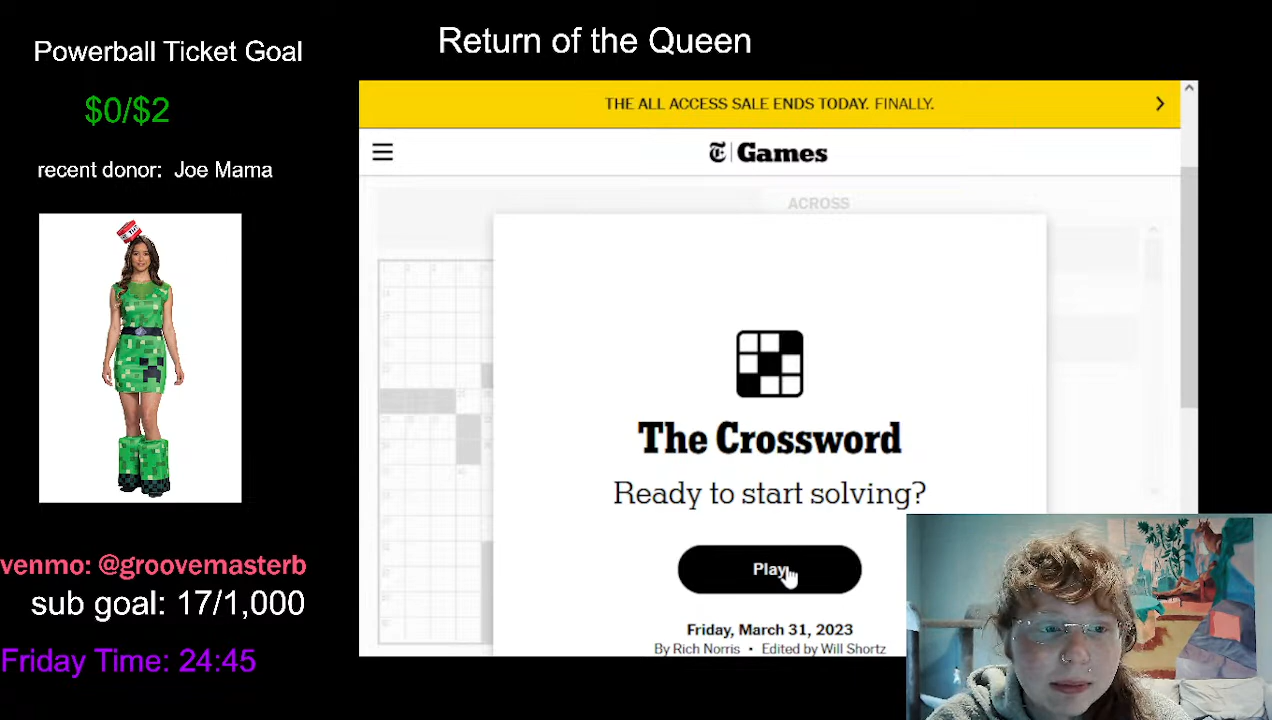 Powerball Ticket Goal
$0/$2
recent donor: Joe Mama
venmo: @groovemasterb
sub goal: 17/1,000
Friday Time: 24:45
Return of the Queen
THE ALL ACCESS SALE ENDS TODAY. FINALLY.
T | Games
ACROSS
The Crossword
Ready to start solving?
Play
Friday, March 31, 2023
By Rich Norris • Edited by Will Shortz